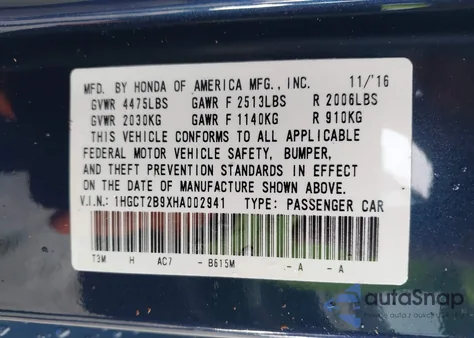 MFD. BY HONDA OF AMERICA MFG., INC. 11/'16
GVWR 4475LBS GAWR F 2513LBS R 2006LBS
GVWR 2030KG GAWR F 1140KG R 910KG
THIS VEHICLE CONFORMS TO ALL APPLICABLE
FEDERAL MOTOR VEHICLE SAFETY, BUMPER,
AND THEFT PREVENTION STANDARDS IN EFFECT
ON THE DATE OF MANUFACTURE SHOWN ABOVE.
V.I.N.: 1HGCT2B9XHA002941 TYPE: PASSENGER CAR
T3M H AC7 - B615M - A - A
autoSnap